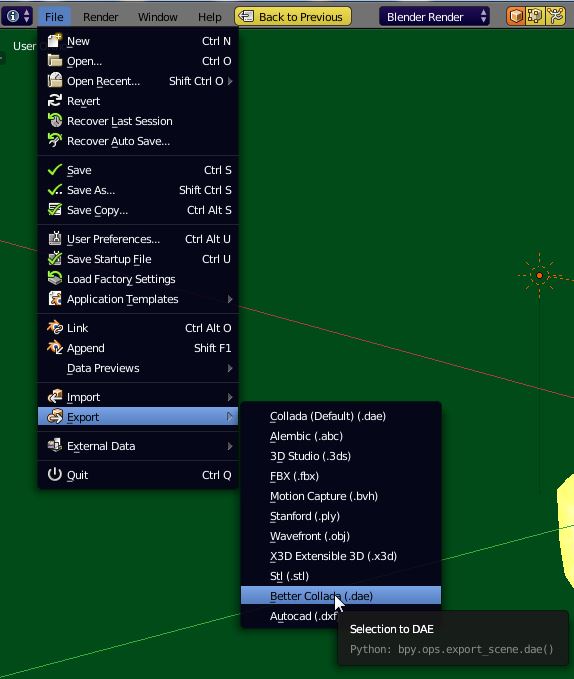 File Render Window Help Back to Previous Blender Render
User
New Ctrl N
Open... Ctrl O
Open Recent... Shift Ctrl O
Revert
Recover Last Session
Recover Auto Save...
Save Ctrl S
Save As... Shift Ctrl S
Save Copy... Ctrl Alt S
User Preferences... Ctrl Alt U
Save Startup File Ctrl U
Load Factory Settings
Application Templates
Link Ctrl Alt O
Append Shift F1
Data Previews
Import
Export
External Data
Quit Ctrl Q
Collada (Default) (.dae)
Alembic (.abc)
3D Studio (.3ds)
FBX (.fbx)
Motion Capture (.bvh)
Stanford (.ply)
Wavefront (.obj)
X3D Extensible 3D (.x3d)
Stl (.stl)
Better Collada (.dae)
Autocad (.dxf
Selection to DAE
Python: bpy.ops.export_scene.dae()